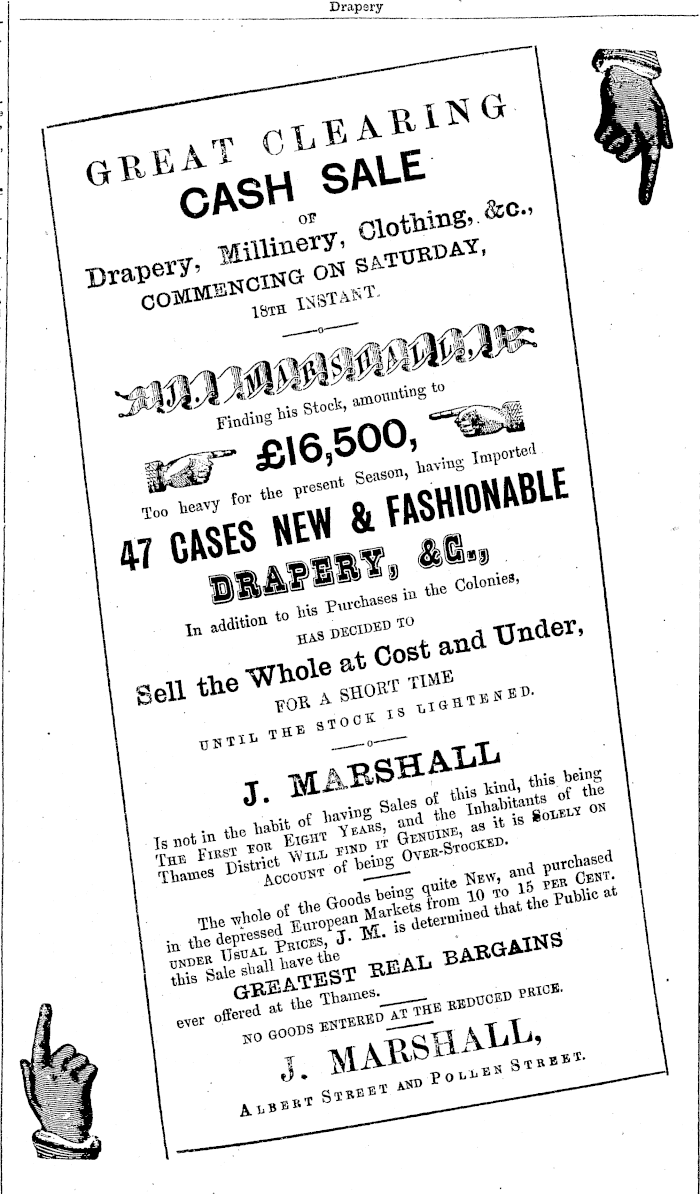 Drapery
GREAT CLEARING
CASH SALE
OF
Drapery, Millinery, Clothing, &c.,
COMMENCING ON SATURDAY,
18TH INSTANT.
J. MARSHALL,
Finding his Stock, amounting to
£16,500,
Too heavy for the present Season, having Imported
47 CASES NEW & FASHIONABLE
DRAPERY, &C.,
In addition to his Purchases in the Colonies,
HAS DECIDED TO
Sell the Whole at Cost and Under,
FOR A SHORT TIME
UNTIL THE STOCK IS LIGHTENED.
J. MARSHALL
Is not in the habit of having Sales of this kind, this being
THE FIRST FOR EIGHT YEARS, and the Inhabitants of the
Thames District WILL FIND IT GENUINE, as it is SOLELY ON
ACCOUNT of being OVER-STOCKED.
The whole of the Goods being quite NEW, and purchased
in the depressed European Markets from 10 TO 15 PER CENT.
UNDER USUAL PRICES, J. M. is determined that the Public at
this Sale shall have the
GREATEST REAL BARGAINS
ever offered at the Thames.
NO GOODS ENTERED AT THE REDUCED PRICE.
J. MARSHALL,
ALBERT STREET AND POLLEN STREET.